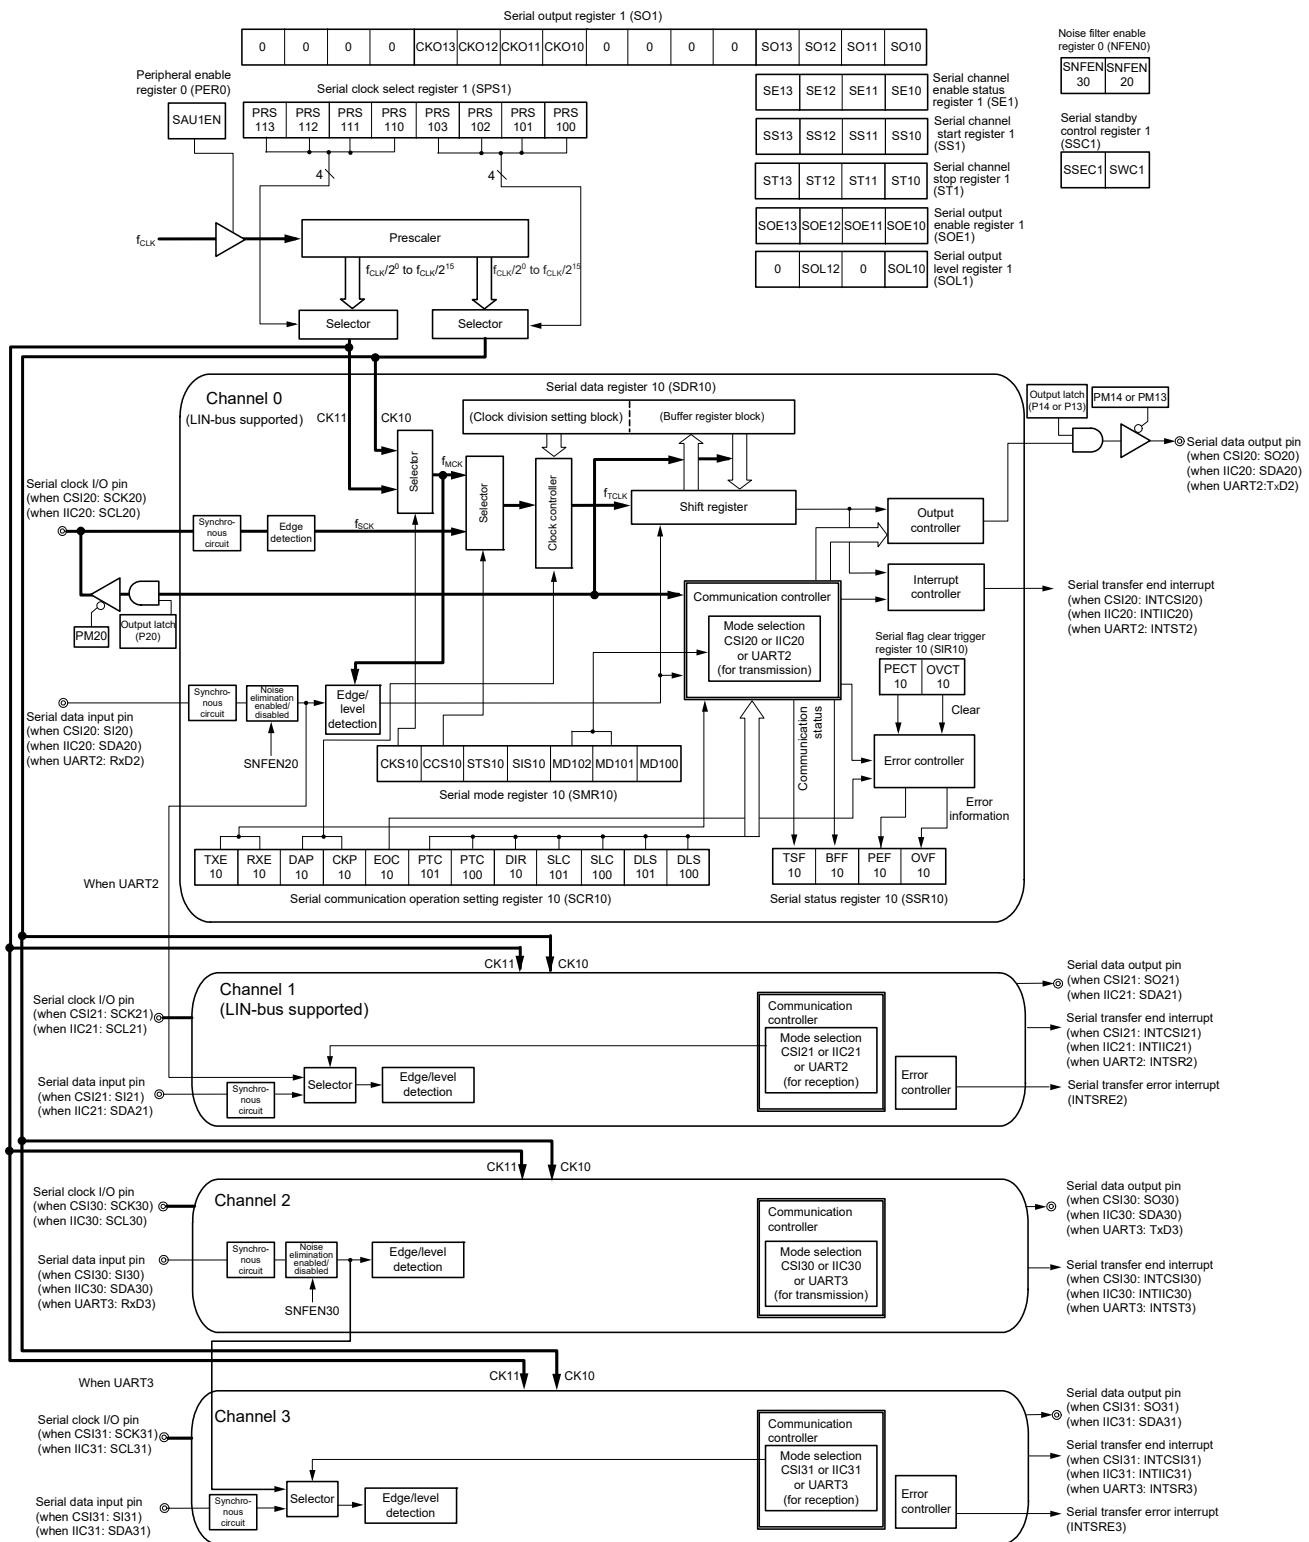 Serial output register 1 (SO1)
0 0 0 0 CKO13 CKO12 CKO11 CKO10 0 0 0 0 SO13 SO12 SO11 SO10
Noise filter enable
register 0 (NFEN0)
SNFEN SNFEN
30 20
Peripheral enable
register 0 (PER0)
SAU1EN
Serial clock select register 1 (SPS1)
PRS PRS PRS PRS PRS PRS PRS PRS
113 112 111 110 103 102 101 100
4
4
SE13 SE12 SE11 SE10
Serial channel
enable status
register 1 (SE1)
SS13 SS12 SS11 SS10
Serial channel
start register 1
(SS1)
ST13 ST12 ST11 ST10
Serial channel
stop register 1
(ST1)
SOE13 SOE12 SOE11 SOE10
Serial output
enable register 1
(SOE1)
0 SOL12 0 SOL10
Serial output
level register 1
(SOL1)
Serial standby
control register 1
(SSC1)
SSEC1 SWC1
fCLK
Prescaler
fCLK/2⁰ to fCLK/2¹⁵
fCLK/2⁰ to fCLK/2¹⁵
Selector
Selector
Channel 0
(LIN-bus supported)
CK11
CK10
Serial data register 10 (SDR10)
(Clock division setting block)
(Buffer register block)
Output latch
(P14 or P13)
PM14 or PM13
Serial data output pin
(when CSI20: SO20)
(when IIC20: SDA20)
(when UART2:TxD2)
Selector
fMCK
Selector
Clock controller
fTCLK
Shift register
Output
controller
Serial clock I/O pin
(when CSI20: SCK20)
(when IIC20: SCL20)
Synchro-
nous
circuit
Edge
detection
fSCK
Interrupt
controller
Serial transfer end interrupt
(when CSI20: INTCSI20)
(when IIC20: INTIIC20)
(when UART2: INTST2)
PM20
Output latch
(P20)
Communication controller
Mode selection
CSI20 or IIC20
or UART2
(for transmission)
Serial flag clear trigger
register 10 (SIR10)
PECT OVCT
10 10
Clear
Serial data input pin
(when CSI20: SI20)
(when IIC20: SDA20)
(when UART2: RxD2)
Synchro-
nous
circuit
Noise
elimination
enabled/
disabled
SNFEN20
Edge/
level
detection
CKS10 CCS10 STS10 SIS10 MD102 MD101 MD100
Serial mode register 10 (SMR10)
Communication
status
Error controller
Error
information
TXE RXE DAP CKP EOC PTC PTC DIR SLC SLC DLS DLS
10 10 10 10 10 101 100 10 101 100 101 100
Serial communication operation setting register 10 (SCR10)
TSF BFF PEF OVF
10 10 10 10
Serial status register 10 (SSR10)
When UART2
CK11
CK10
Channel 1
(LIN-bus supported)
Serial clock I/O pin
(when CSI21: SCK21)
(when IIC21: SCL21)
Serial data input pin
(when CSI21: SI21)
(when IIC21: SDA21)
Synchro-
nous
circuit
Selector
Edge/level
detection
Communication
controller
Mode selection
CSI21 or IIC21
or UART2
(for reception)
Error
controller
Serial data output pin
(when CSI21: SO21)
(when IIC21: SDA21)
Serial transfer end interrupt
(when CSI21: INTCSI21)
(when IIC21: INTIIC21)
(when UART2: INTSR2)
Serial transfer error interrupt
(INTSRE2)
CK11
CK10
Channel 2
Serial clock I/O pin
(when CSI30: SCK30)
(when IIC30: SCL30)
Serial data input pin
(when CSI30: SI30)
(when IIC30: SDA30)
(when UART3: RxD3)
Synchro-
nous
circuit
Noise
elimination
enabled/
disabled
SNFEN30
Edge/level
detection
Communication
controller
Mode selection
CSI30 or IIC30
or UART3
(for transmission)
Serial data output pin
(when CSI30: SO30)
(when IIC30: SDA30)
(when UART3: TxD3)
Serial transfer end interrupt
(when CSI30: INTCSI30)
(when IIC30: INTIIC30)
(when UART3: INTST3)
When UART3
CK11
CK10
Channel 3
Serial clock I/O pin
(when CSI31: SCK31)
(when IIC31: SCL31)
Serial data input pin
(when CSI31: SI31)
(when IIC31: SDA31)
Synchro-
nous
circuit
Selector
Edge/level
detection
Communication
controller
Mode selection
CSI31 or IIC31
or UART3
(for reception)
Error
controller
Serial data output pin
(when CSI31: SO31)
(when IIC31: SDA31)
Serial transfer end interrupt
(when CSI31: INTCSI31)
(when IIC31: INTIIC31)
(when UART3: INTSR3)
Serial transfer error interrupt
(INTSRE3)